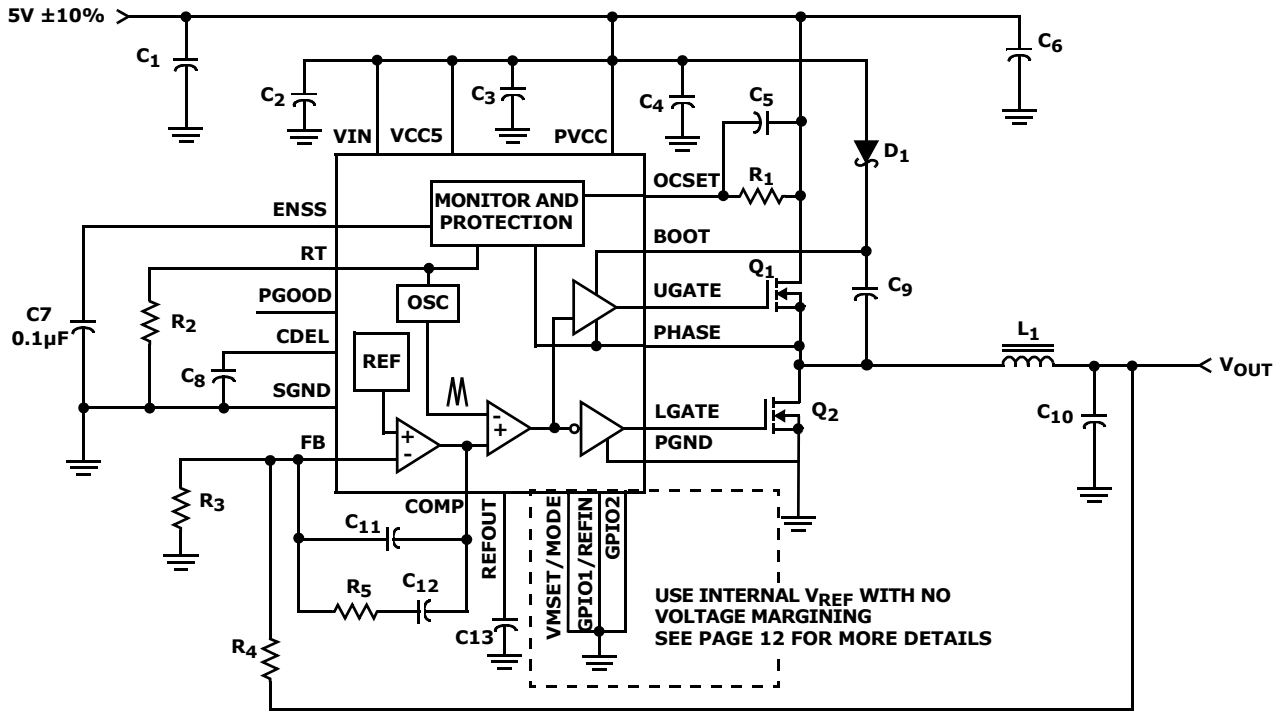 5V ±10%
C1
C6
C2
C3
C4
C5
VIN
VCC5
PVCC
D1
OCSET
R1
MONITOR AND
PROTECTION
ENSS
BOOT
RT
Q1
C9
OSC
UGATE
PGOOD
C7
0.1µF
R2
PHASE
L1
CDEL
REF
VOUT
C8
SGND
LGATE
Q2
C10
PGND
FB
+
-
-
+
COMP
R3
REFOUT
VMSET/MODE
GPIO1/REFIN
GPIO2
C11
R5
C12
USE INTERNAL VREF WITH NO
VOLTAGE MARGINING
SEE PAGE 12 FOR MORE DETAILS
C13
R4